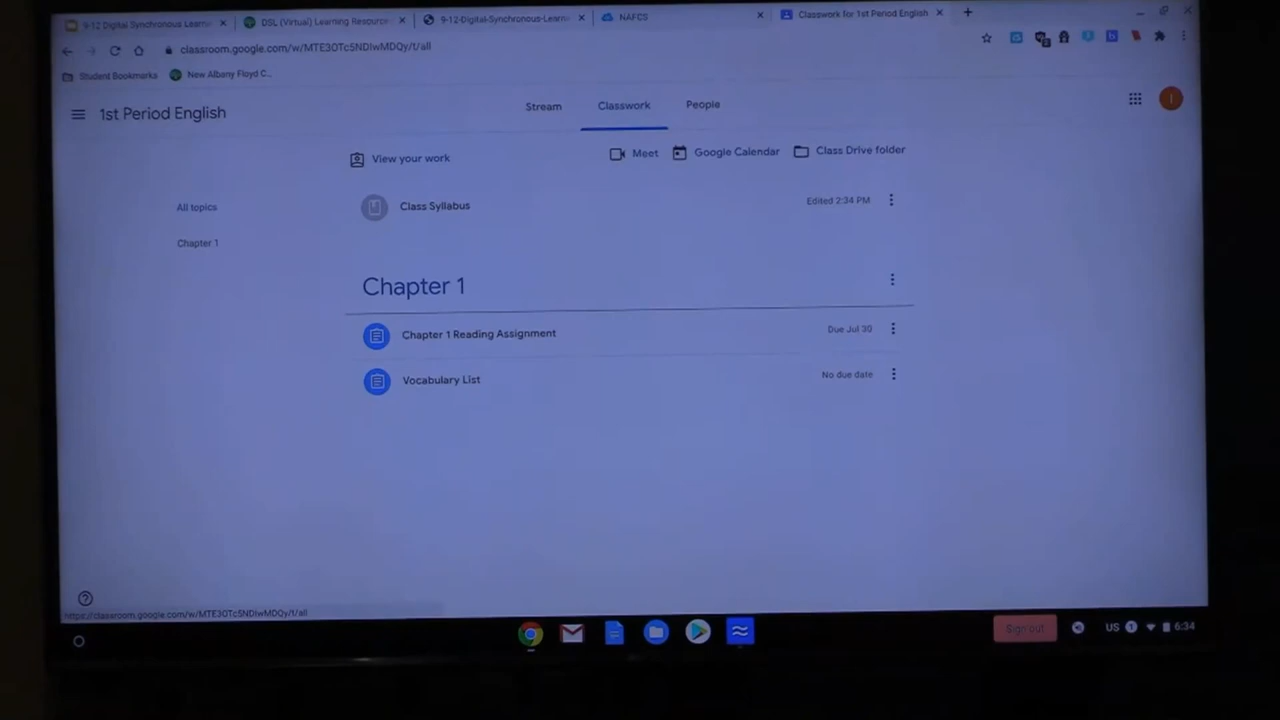 9-12 Digital Synchronous Learni
DSL (Virtual) Learning Resource
9-12-Digital-Synchronous-Learn
NAFCS
Classwork for 1st Period English
classroom.google.com/w/MTE3OTc5NDIwMDQy/t/all
Student Bookmarks
New Albany Floyd C...
1st Period English
Stream
Classwork
People
View your work
Meet
Google Calendar
Class Drive folder
All topics
Class Syllabus
Edited 2:34 PM
Chapter 1
Chapter 1
Chapter 1 Reading Assignment
Due Jul 30
Vocabulary List
No due date
https://classroom.google.com/w/MTE3OTc5NDIwMDQy/t/all
Sign out
US
1
6:34